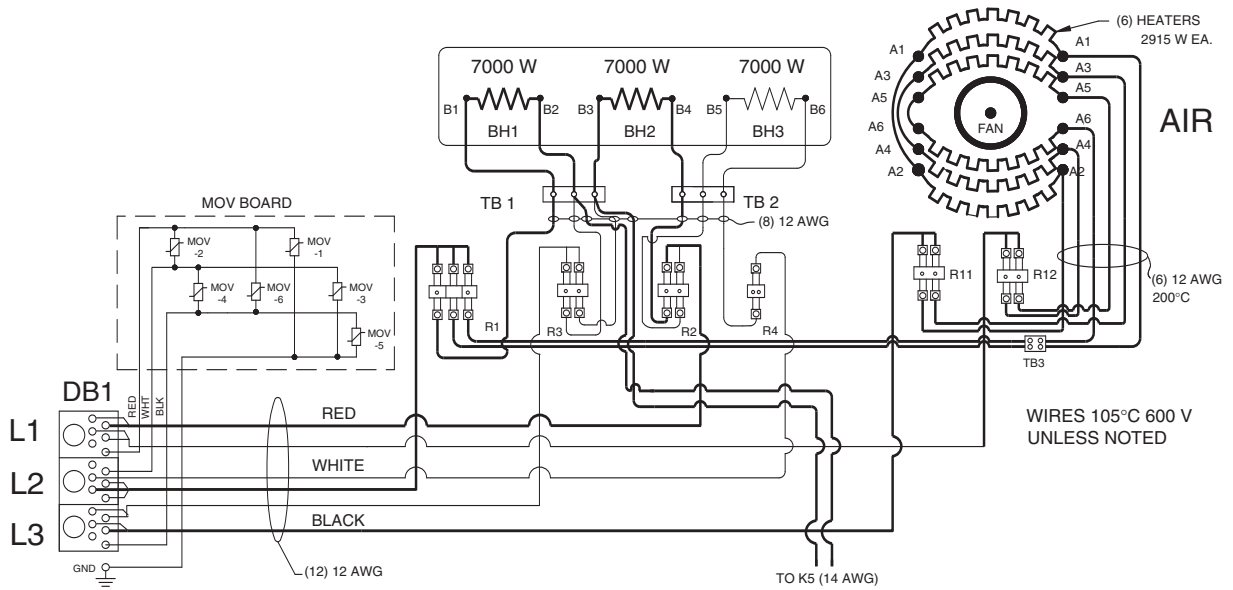 (6) HEATERS
2915 W EA.
7000 W
7000 W
7000 W
B1
B2
B3
B4
B5
B6
BH1
BH2
BH3
A1
A3
A5
A6
A4
A2
A1
A3
A5
A6
A4
A2
FAN
AIR
TB 1
TB 2
(8) 12 AWG
MOV BOARD
MOV
-2
MOV
-1
MOV
-4
MOV
-6
MOV
-3
MOV
-5
R1
R3
R2
R4
R11
R12
(6) 12 AWG
200°C
TB3
DB1
RED
WHT
BLK
L1
RED
WIRES 105°C 600 V
UNLESS NOTED
L2
WHITE
L3
BLACK
GND
(12) 12 AWG
TO K5 (14 AWG)